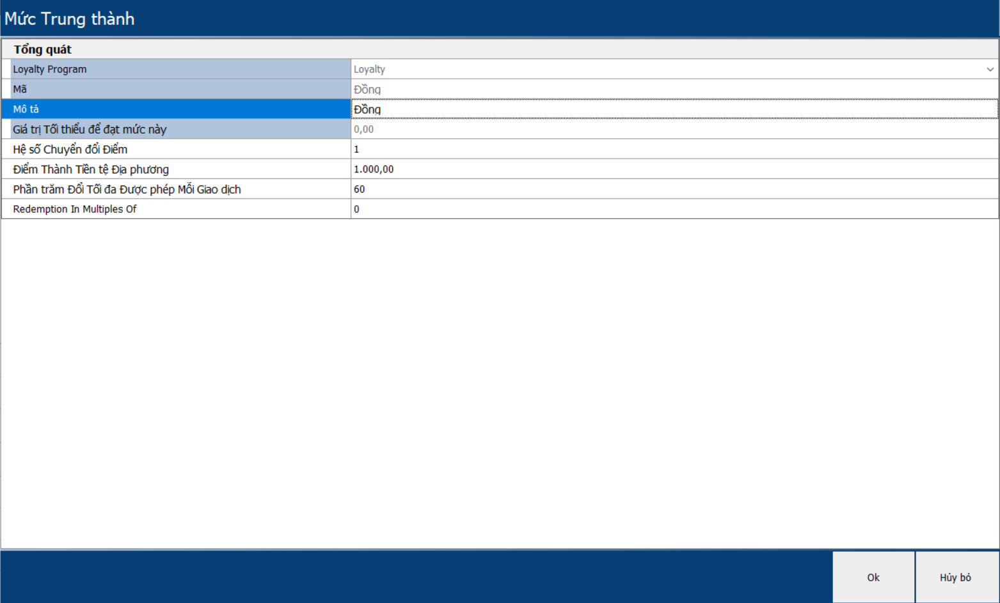 Mức Trung thành
Tổng quát
Loyalty Program Loyalty
Mã Đồng
Mô tả Đồng
Giá trị Tối thiểu để đạt mức này 0,00
Hệ số Chuyển đổi Điểm 1
Điểm Thành Tiền tệ Địa phương 1.000,00
Phần trăm Đổi Tối đa Được phép Mỗi Giao dịch 60
Redemption In Multiples Of 0
Ok Hủy bỏ